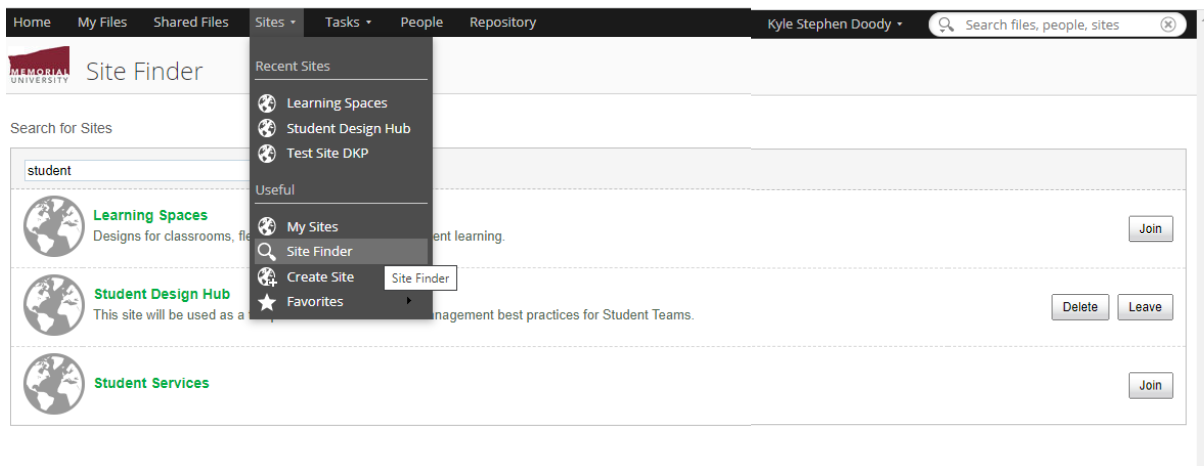 Home My Files Shared Files Sites Tasks People Repository Kyle Stephen Doody Search files, people, sites
MEMORIAL
UNIVERSITY
Site Finder
Recent Sites
Learning Spaces
Student Design Hub
Test Site DKP
Useful
My Sites
Site Finder
Create Site
Favorites
Site Finder
Search for Sites
student
Learning Spaces
Designs for classrooms, ent learning.
Join
Student Design Hub
This site will be used as a nagement best practices for Student Teams.
Delete Leave
Student Services
Join